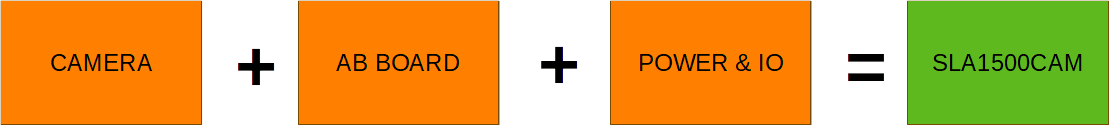 CAMERA + AB BOARD + POWER & IO = SLA1500CAM